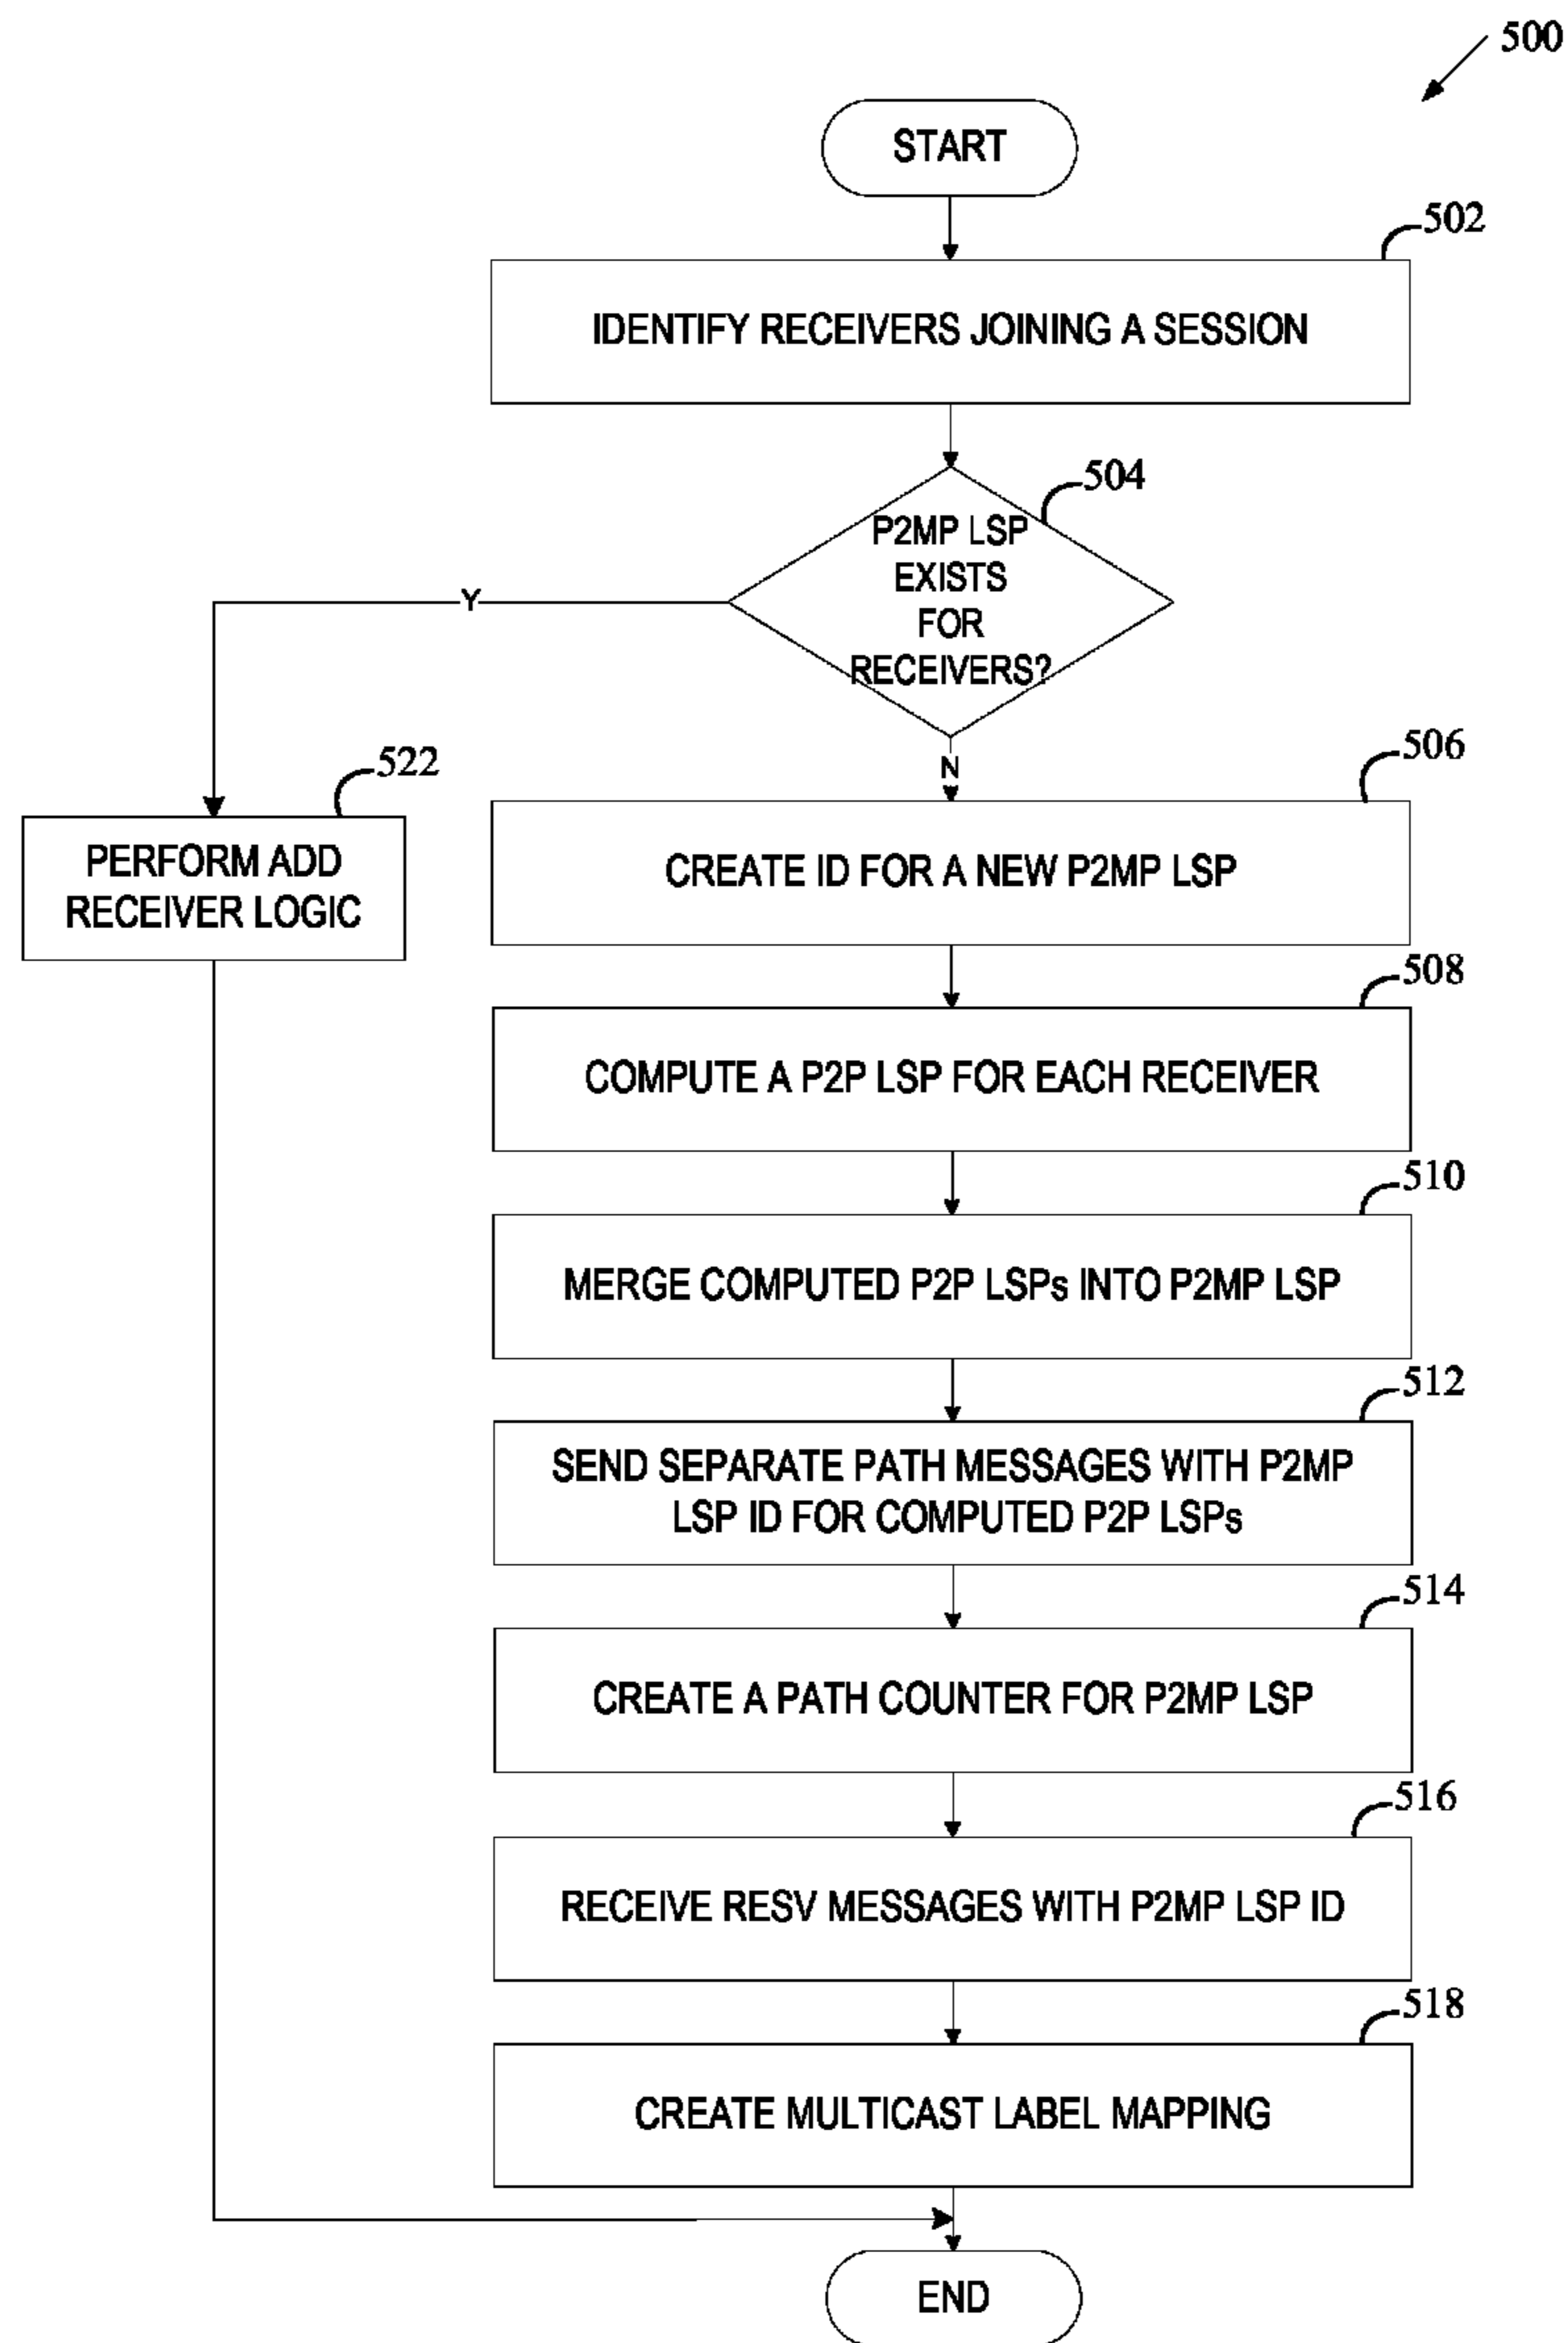 500
START
502
IDENTIFY RECEIVERS JOINING A SESSION
504
P2MP LSP
EXISTS
FOR
RECEIVERS?
Y
N
522
PERFORM ADD
RECEIVER LOGIC
506
CREATE ID FOR A NEW P2MP LSP
508
COMPUTE A P2P LSP FOR EACH RECEIVER
510
MERGE COMPUTED P2P LSPs INTO P2MP LSP
512
SEND SEPARATE PATH MESSAGES WITH P2MP
LSP ID FOR COMPUTED P2P LSPs
514
CREATE A PATH COUNTER FOR P2MP LSP
516
RECEIVE RESV MESSAGES WITH P2MP LSP ID
518
CREATE MULTICAST LABEL MAPPING
END